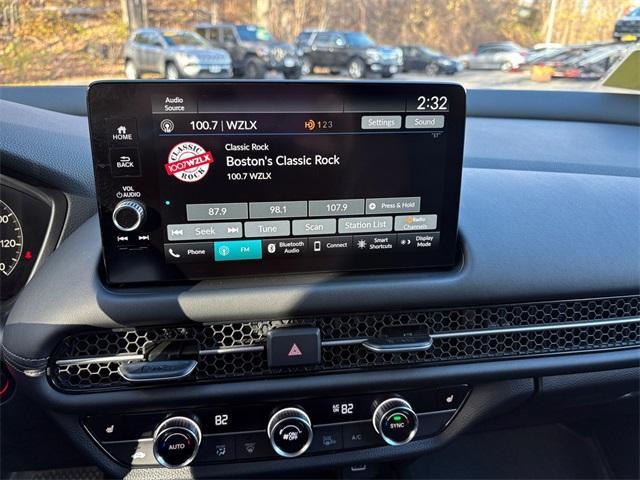 Audio
Source
2:32
HOME
100.7 | WZLX
HD 1 2 3
Settings
Sound
BACK
Classic Rock
Boston's Classic Rock
100.7 WZLX
CLASSIC
100.7 WZLX
ROCK
VOL
AUDIO
87.9
98.1
107.9
+ Press & Hold
Seek
Tune
Scan
Station List
Radio
Channels
Phone
FM
Bluetooth
Audio
Connect
Smart
Shortcuts
Display
Mode
120
82
82
AUTO
SYNC
A/C